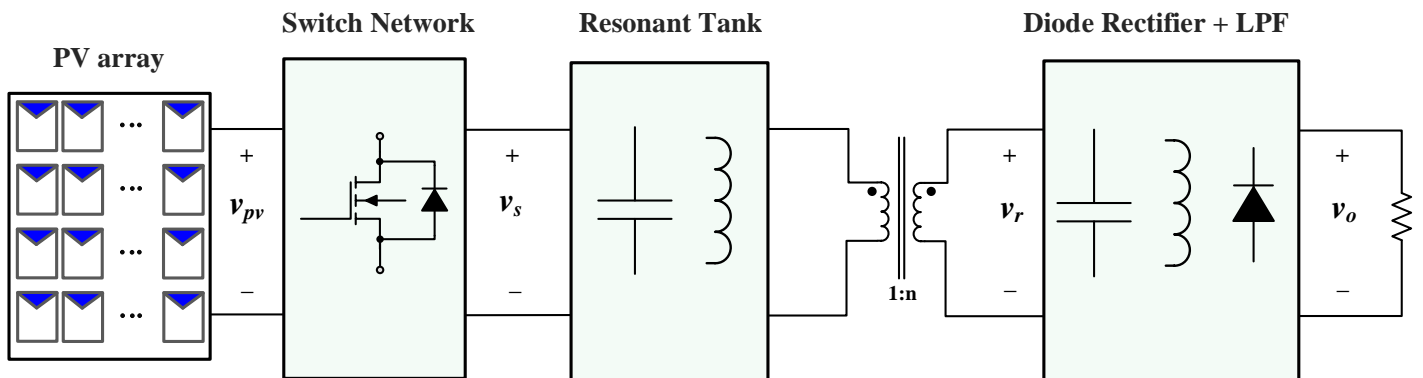 Switch Network
Resonant Tank
Diode Rectifier + LPF
PV array
...
...
...
...
+
v_pv
−
+
v_s
−
1:n
+
v_r
−
+
v_o
−